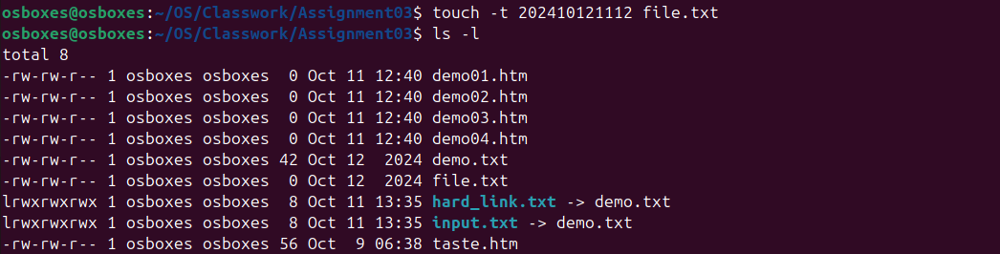 osboxes@osboxes:~/OS/Classwork/Assignment03$ touch -t 202410121112 file.txt
osboxes@osboxes:~/OS/Classwork/Assignment03$ ls -l
total 8
-rw-rw-r-- 1 osboxes osboxes  0 Oct 11 12:40 demo01.htm
-rw-rw-r-- 1 osboxes osboxes  0 Oct 11 12:40 demo02.htm
-rw-rw-r-- 1 osboxes osboxes  0 Oct 11 12:40 demo03.htm
-rw-rw-r-- 1 osboxes osboxes  0 Oct 11 12:40 demo04.htm
-rw-rw-r-- 1 osboxes osboxes 42 Oct 12  2024 demo.txt
-rw-rw-r-- 1 osboxes osboxes  0 Oct 12  2024 file.txt
lrwxrwxrwx 1 osboxes osboxes  8 Oct 11 13:35 hard_link.txt -> demo.txt
lrwxrwxrwx 1 osboxes osboxes  8 Oct 11 13:35 input.txt -> demo.txt
-rw-rw-r-- 1 osboxes osboxes 56 Oct  9 06:38 taste.htm